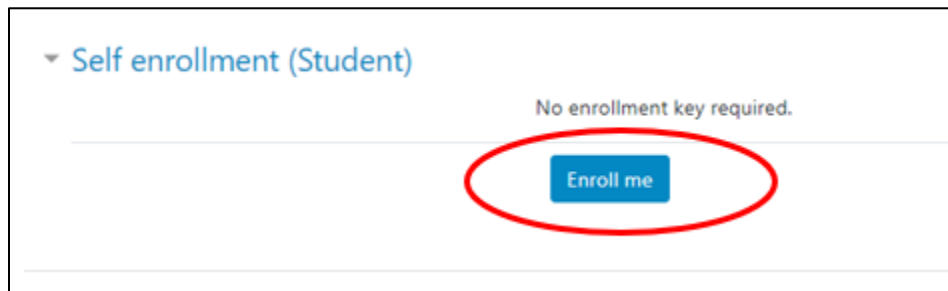 Self enrollment (Student)
No enrollment key required.
Enroll me